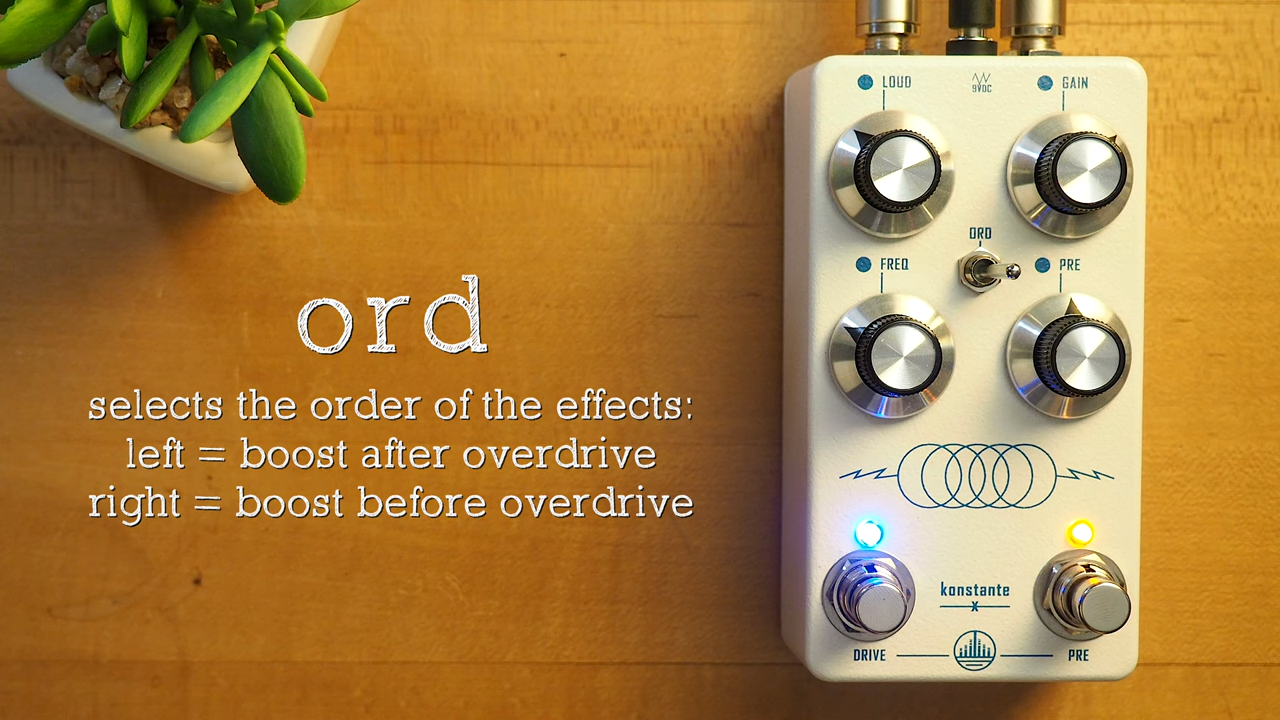 ord
selects the order of the effects:
left = boost after overdrive
right = boost before overdrive
LOUD
9VDC
GAIN
ORD
FREQ
PRE
konstante
x
DRIVE
PRE